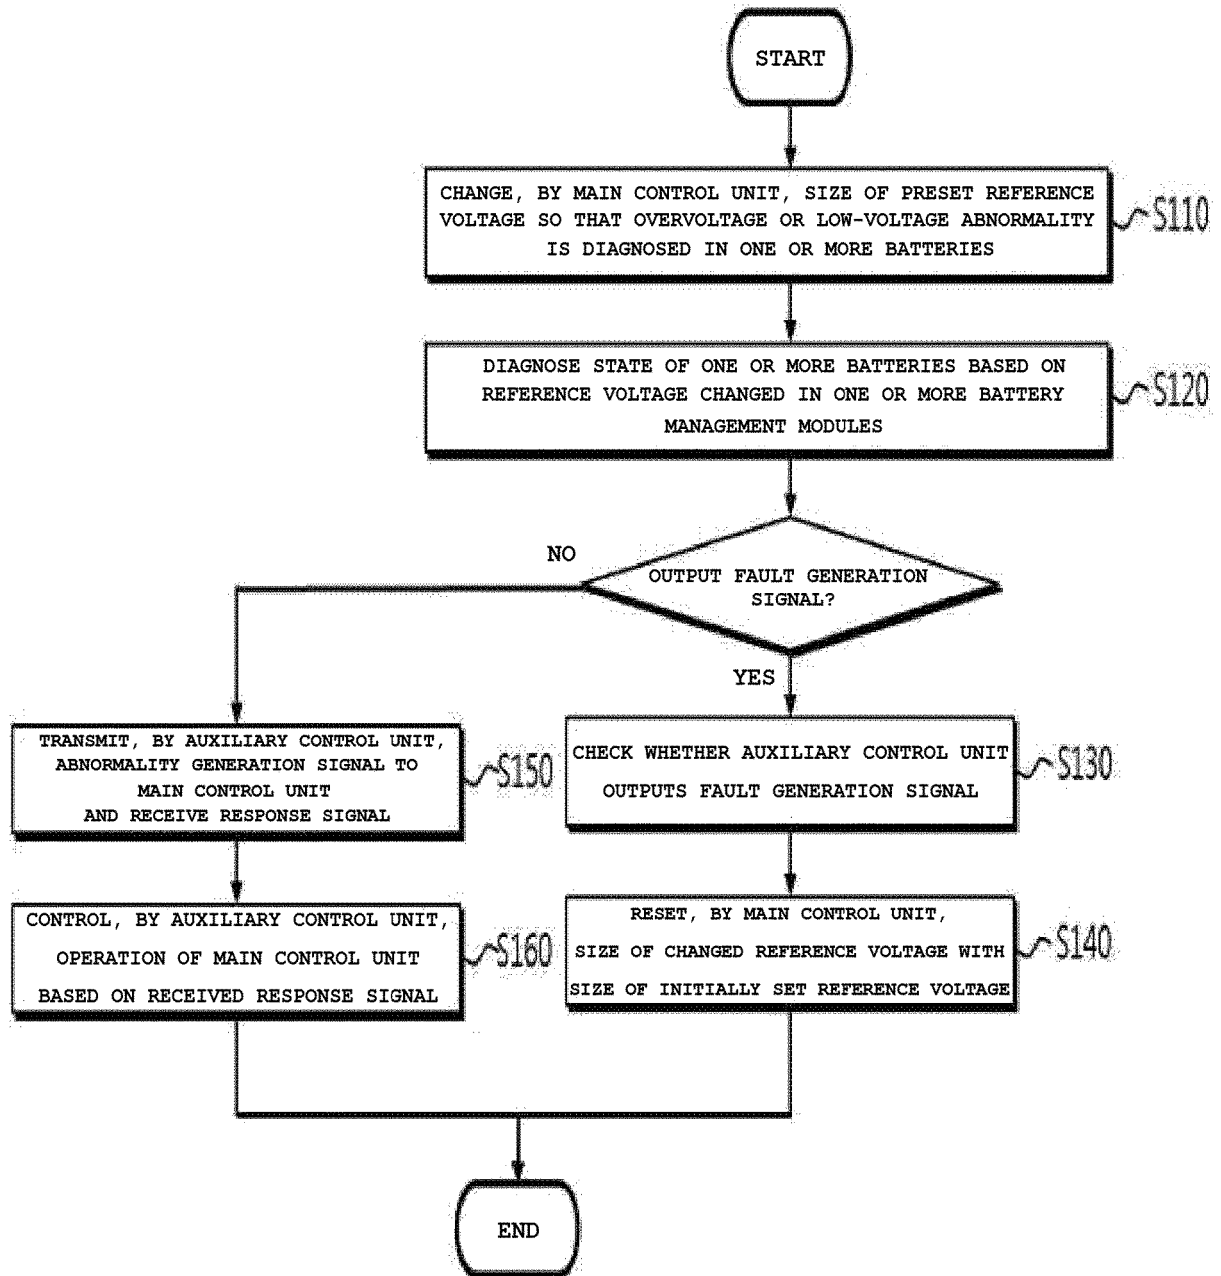 START
CHANGE, BY MAIN CONTROL UNIT, SIZE OF PRESET REFERENCE
VOLTAGE SO THAT OVERVOLTAGE OR LOW-VOLTAGE ABNORMALITY
IS DIAGNOSED IN ONE OR MORE BATTERIES
S110
DIAGNOSE STATE OF ONE OR MORE BATTERIES BASED ON
REFERENCE VOLTAGE CHANGED IN ONE OR MORE BATTERY
MANAGEMENT MODULES
S120
OUTPUT FAULT GENERATION
SIGNAL?
NO
YES
TRANSMIT, BY AUXILIARY CONTROL UNIT,
ABNORMALITY GENERATION SIGNAL TO
MAIN CONTROL UNIT
AND RECEIVE RESPONSE SIGNAL
S150
CHECK WHETHER AUXILIARY CONTROL UNIT
OUTPUTS FAULT GENERATION SIGNAL
S130
CONTROL, BY AUXILIARY CONTROL UNIT,
OPERATION OF MAIN CONTROL UNIT
BASED ON RECEIVED RESPONSE SIGNAL
S160
RESET, BY MAIN CONTROL UNIT,
SIZE OF CHANGED REFERENCE VOLTAGE WITH
SIZE OF INITIALLY SET REFERENCE VOLTAGE
S140
END